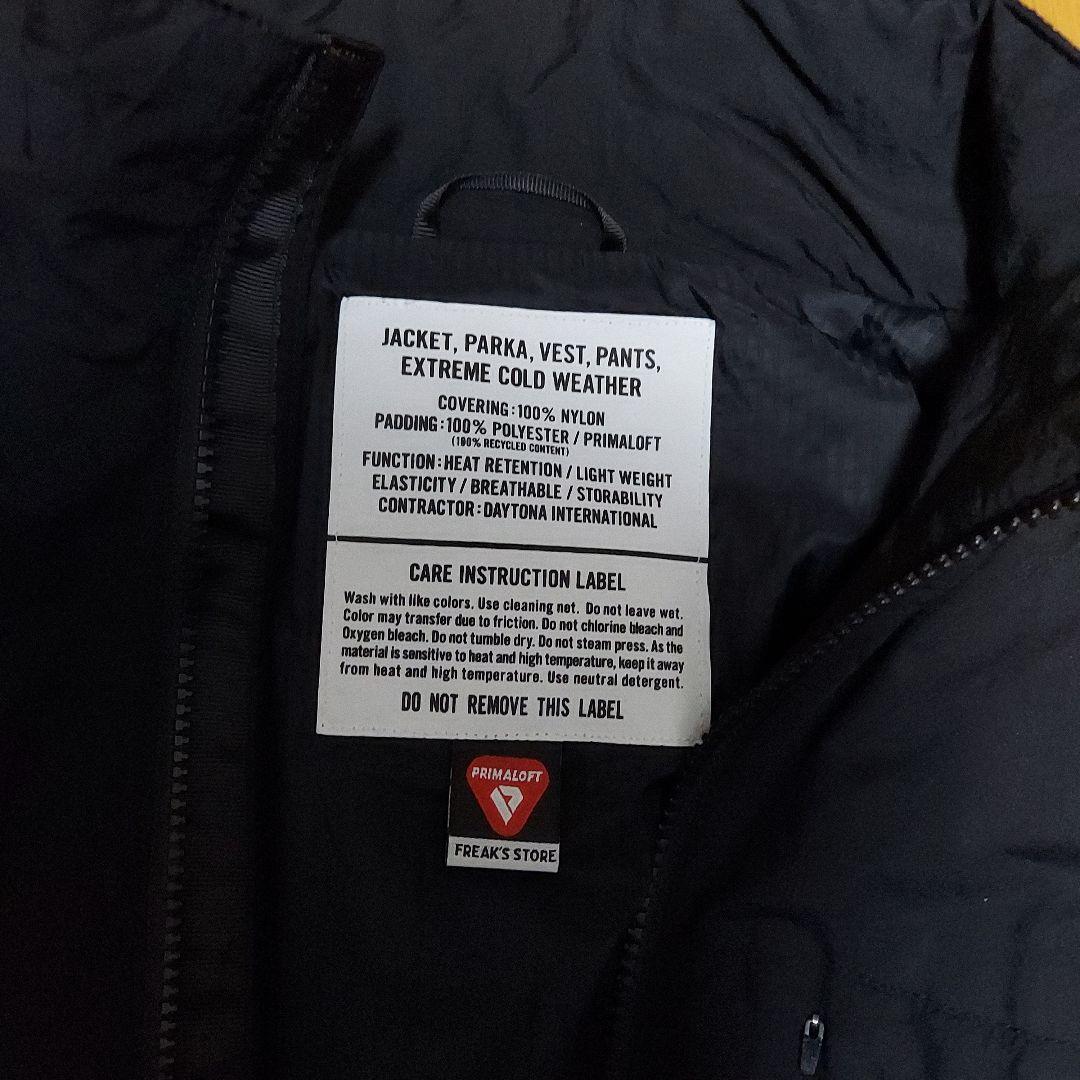 JACKET, PARKA, VEST, PANTS,
EXTREME COLD WEATHER
COVERING:100% NYLON
PADDING:100% POLYESTER / PRIMALOFT
(100% RECYCLED CONTENT)
FUNCTION:HEAT RETENTION / LIGHT WEIGHT
ELASTICITY / BREATHABLE / STORABILITY
CONTRACTOR:DAYTONA INTERNATIONAL
CARE INSTRUCTION LABEL
Wash with like colors. Use cleaning net. Do not leave wet.
Color may transfer due to friction. Do not chlorine bleach and
Oxygen bleach. Do not tumble dry. Do not steam press. As the
material is sensitive to heat and high temperature, keep it away
from heat and high temperature. Use neutral detergent.
DO NOT REMOVE THIS LABEL
PRIMALOFT
FREAK'S STORE